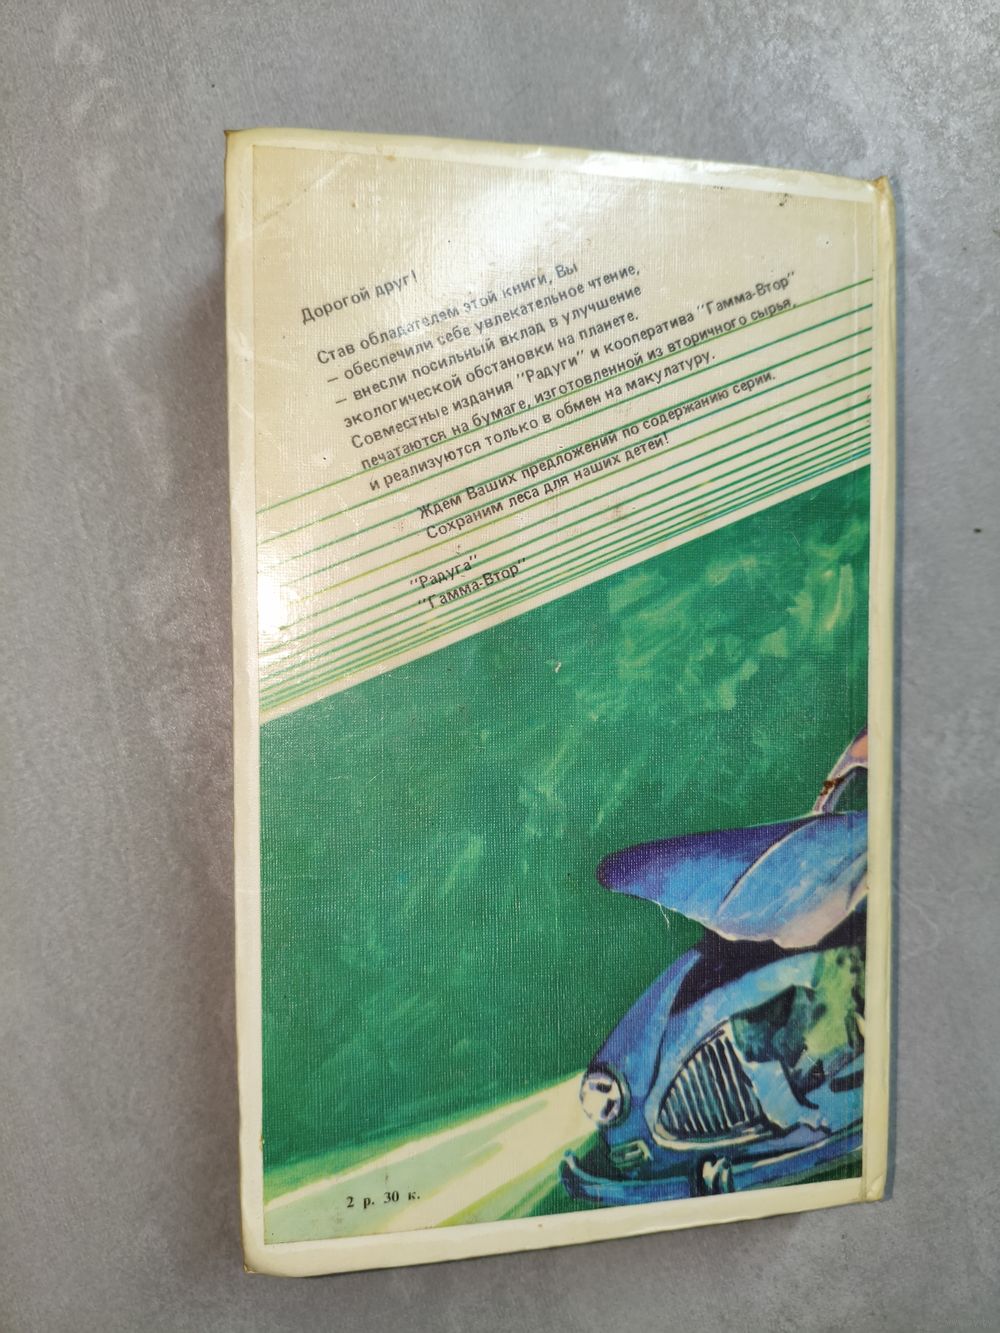 Дорогой друг!
Став обладателям этой книги, Вы
— обеспечили себе увлекательное чтение,
— внесли посильный вклад в улучшение
экологической обстановки на планете.
Совместные издания "Радуги" и кооператива "Гамма-Втор"
печатаются на бумаге, изготовленной из вторичного сырья,
и реализуются только в обмен на макулатуру.
Ждем Ваших предложений по содержанию серии.
Сохраним леса для наших детей!
"Радуга"
"Гамма-Втор"
2 р. 30 к.